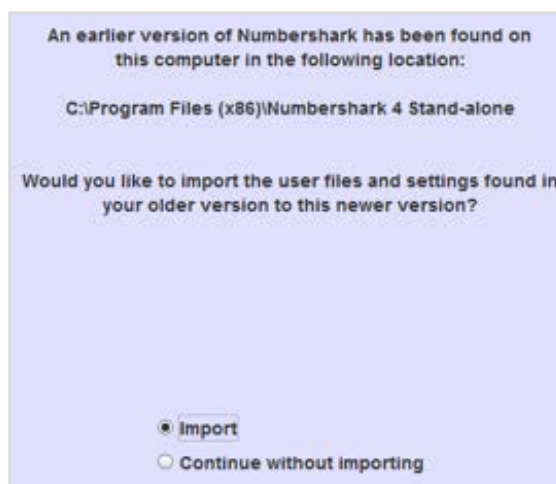 An earlier version of Numbershark has been found on
this computer in the following location:
C:\Program Files (x86)\Numbershark 4 Stand-alone
Would you like to import the user files and settings found in
your older version to this newer version?
Import
Continue without importing